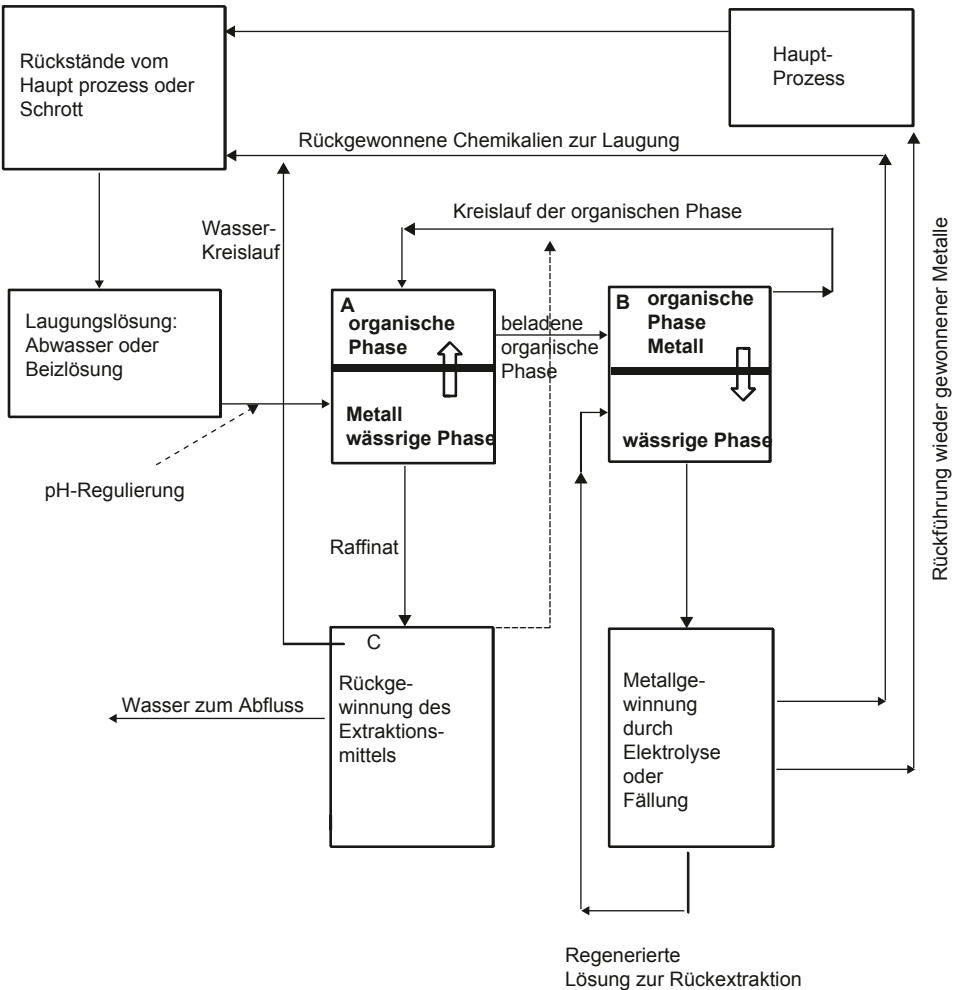 Rückstände vom
Haupt prozess oder
Schrott
Haupt-
Prozess
Rückgewonnene Chemikalien zur Laugung
Wasser-
Kreislauf
Kreislauf der organischen Phase
Laugungslösung:
Abwasser oder
Beizlösung
A
organische
Phase
Metall
wässrige Phase
beladene
organische
Phase
B
organische
Phase
Metall
wässrige Phase
pH-Regulierung
Raffinat
C
Rückge-
winnung des
Extraktions-
mittels
Wasser zum Abfluss
Metallge-
winnung
durch
Elektrolyse
oder
Fällung
Rückführung wieder gewonnener Metalle
Regenerierte
Lösung zur Rückextraktion